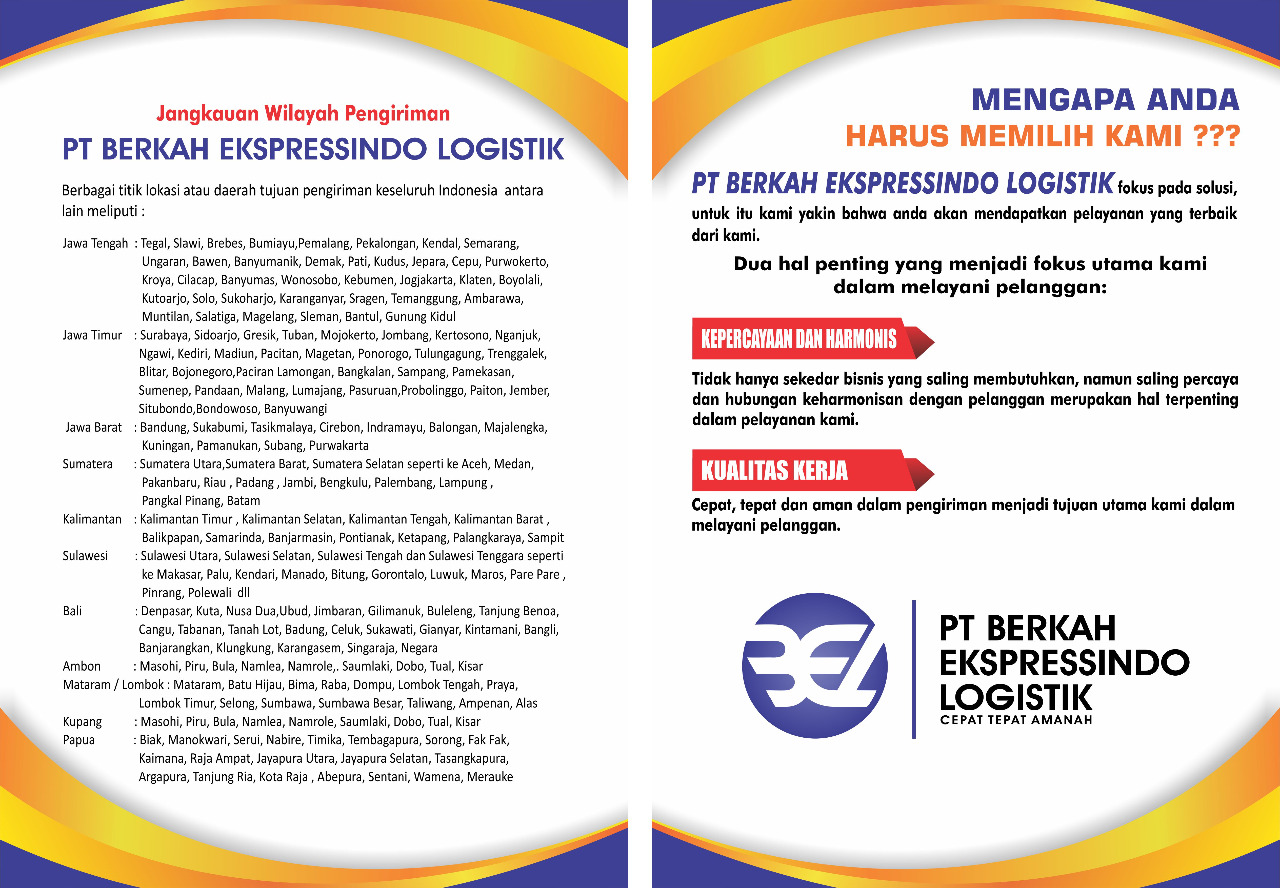 Jangkauan Wilayah Pengiriman
PT BERKAH EKSPRESSINDO LOGISTIK
Berbagai titik lokasi atau daerah tujuan pengiriman keseluruh Indonesia antara
lain meliputi :
Jawa Tengah : Tegal, Slawi, Brebes, Bumiayu,Pemalang, Pekalongan, Kendal, Semarang,
Ungaran, Bawen, Banyumanik, Demak, Pati, Kudus, Jepara, Cepu, Purwokerto,
Kroya, Cilacap, Banyumas, Wonosobo, Kebumen, Jogjakarta, Klaten, Boyolali,
Kutoarjo, Solo, Sukoharjo, Karanganyar, Sragen, Temanggung, Ambarawa,
Muntilan, Salatiga, Magelang, Sleman, Bantul, Gunung Kidul
Jawa Timur : Surabaya, Sidoarjo, Gresik, Tuban, Mojokerto, Jombang, Kertosono, Nganjuk,
Ngawi, Kediri, Madiun, Pacitan, Magetan, Ponorogo, Tulungagung, Trenggalek,
Blitar, Bojonegoro,Paciran Lamongan, Bangkalan, Sampang, Pamekasan,
Sumenep, Pandaan, Malang, Lumajang, Pasuruan,Probolinggo, Paiton, Jember,
Situbondo,Bondowoso, Banyuwangi
Jawa Barat : Bandung, Sukabumi, Tasikmalaya, Cirebon, Indramayu, Balongan, Majalengka,
Kuningan, Pamanukan, Subang, Purwakarta
Sumatera : Sumatera Utara,Sumatera Barat, Sumatera Selatan seperti ke Aceh, Medan,
Pakanbaru, Riau , Padang , Jambi, Bengkulu, Palembang, Lampung ,
Pangkal Pinang, Batam
Kalimantan : Kalimantan Timur , Kalimantan Selatan, Kalimantan Tengah, Kalimantan Barat ,
Balikpapan, Samarinda, Banjarmasin, Pontianak, Ketapang, Palangkaraya, Sampit
Sulawesi : Sulawesi Utara, Sulawesi Selatan, Sulawesi Tengah dan Sulawesi Tenggara seperti
ke Makasar, Palu, Kendari, Manado, Bitung, Gorontalo, Luwuk, Maros, Pare Pare ,
Pinrang, Polewali dll
Bali : Denpasar, Kuta, Nusa Dua,Ubud, Jimbaran, Gilimanuk, Buleleng, Tanjung Benoa,
Cangu, Tabanan, Tanah Lot, Badung, Celuk, Sukawati, Gianyar, Kintamani, Bangli,
Banjarangkan, Klungkung, Karangasem, Singaraja, Negara
Ambon : Masohi, Piru, Bula, Namlea, Namrole,. Saumlaki, Dobo, Tual, Kisar
Mataram / Lombok : Mataram, Batu Hijau, Bima, Raba, Dompu, Lombok Tengah, Praya,
Lombok Timur, Selong, Sumbawa, Sumbawa Besar, Taliwang, Ampenan, Alas
Kupang : Masohi, Piru, Bula, Namlea, Namrole, Saumlaki, Dobo, Tual, Kisar
Papua : Biak, Manokwari, Serui, Nabire, Timika, Tembagapura, Sorong, Fak Fak,
Kaimana, Raja Ampat, Jayapura Utara, Jayapura Selatan, Tasangkapura,
Argapura, Tanjung Ria, Kota Raja , Abepura, Sentani, Wamena, Merauke
MENGAPA ANDA
HARUS MEMILIH KAMI ???
PT BERKAH EKSPRESSINDO LOGISTIK fokus pada solusi,
untuk itu kami yakin bahwa anda akan mendapatkan pelayanan yang terbaik
dari kami.
Dua hal penting yang menjadi fokus utama kami
dalam melayani pelanggan:
KEPERCAYAAN DAN HARMONIS
Tidak hanya sekedar bisnis yang saling membutuhkan, namun saling percaya
dan hubungan keharmonisan dengan pelanggan merupakan hal terpenting
dalam pelayanan kami.
KUALITAS KERJA
Cepat, tepat dan aman dalam pengiriman menjadi tujuan utama kami dalam
melayani pelanggan.
BEL
PT BERKAH
EKSPRESSINDO
LOGISTIK
CEPAT TEPAT AMANAH